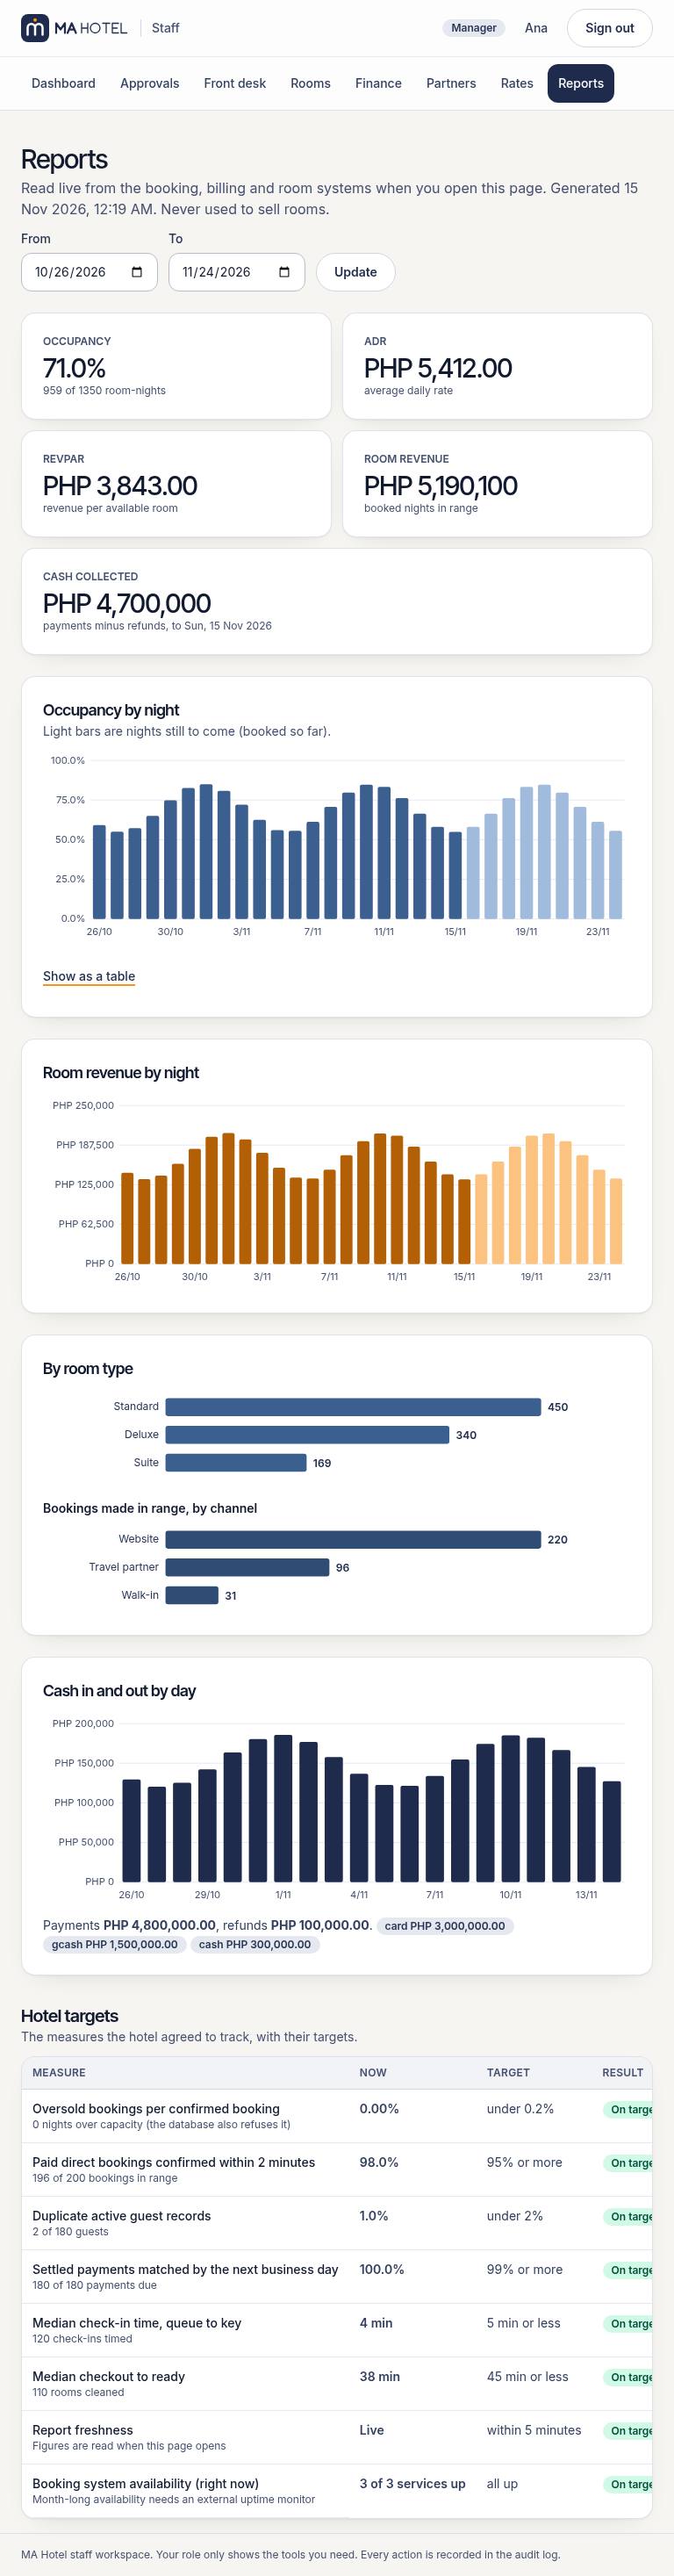 MA HOTEL
Staff
Manager
Ana
Sign out
Dashboard
Approvals
Front desk
Rooms
Finance
Partners
Rates
Reports
Reports
Read live from the booking, billing and room systems when you open this page. Generated 15
Nov 2026, 12:19 AM. Never used to sell rooms.
From
To
10/26/2026
11/24/2026
Update
OCCUPANCY
71.0%
959 of 1350 room-nights
ADR
PHP 5,412.00
average daily rate
REVPAR
PHP 3,843.00
revenue per available room
ROOM REVENUE
PHP 5,190,100
booked nights in range
CASH COLLECTED
PHP 4,700,000
payments minus refunds, to Sun, 15 Nov 2026
Occupancy by night
Light bars are nights still to come (booked so far).
100.0%
75.0%
50.0%
25.0%
0.0%
26/10 30/10 3/11 7/11 11/11 15/11 19/11 23/11
Show as a table
Room revenue by night
PHP 250,000
PHP 187,500
PHP 125,000
PHP 62,500
PHP 0
26/10 30/10 3/11 7/11 11/11 15/11 19/11 23/11
By room type
Standard 450
Deluxe 340
Suite 169
Bookings made in range, by channel
Website 220
Travel partner 96
Walk-in 31
Cash in and out by day
PHP 200,000
PHP 150,000
PHP 100,000
PHP 50,000
PHP 0
26/10 29/10 1/11 4/11 7/11 10/11 13/11
Payments PHP 4,800,000.00, refunds PHP 100,000.00. card PHP 3,000,000.00
gcash PHP 1,500,000.00 cash PHP 300,000.00
Hotel targets
The measures the hotel agreed to track, with their targets.
MEASURE NOW TARGET RESULT
Oversold bookings per confirmed booking 0.00% under 0.2% On targe
0 nights over capacity (the database also refuses it)
Paid direct bookings confirmed within 2 minutes 98.0% 95% or more On targe
196 of 200 bookings in range
Duplicate active guest records 1.0% under 2% On targe
2 of 180 guests
Settled payments matched by the next business day 100.0% 99% or more On targe
180 of 180 payments due
Median check-in time, queue to key 4 min 5 min or less On targe
120 check-ins timed
Median checkout to ready 38 min 45 min or less On targe
110 rooms cleaned
Report freshness Live within 5 minutes On targe
Figures are read when this page opens
Booking system availability (right now) 3 of 3 services up all up On targe
Month-long availability needs an external uptime monitor
MA Hotel staff workspace. Your role only shows the tools you need. Every action is recorded in the audit log.